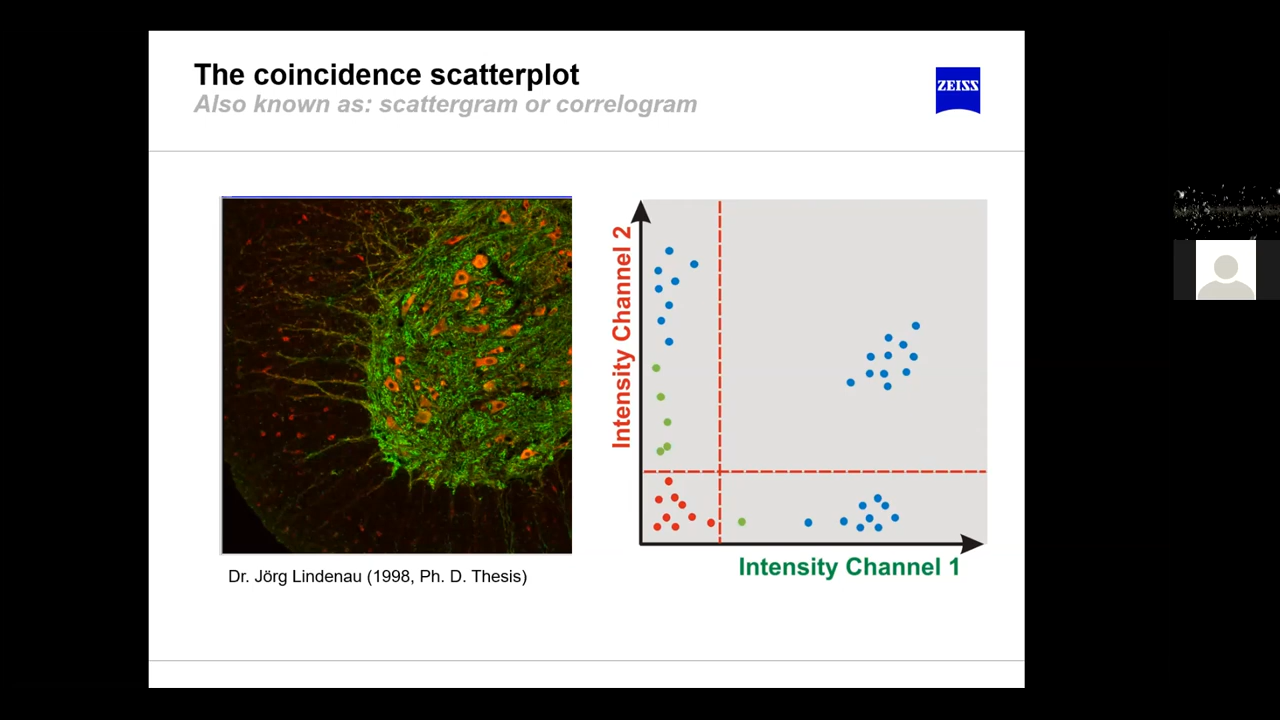 The coincidence scatterplot
Also known as: scattergram or correlogram
ZEISS
Intensity Channel 2
Intensity Channel 1
Dr. Jörg Lindenau (1998, Ph. D. Thesis)